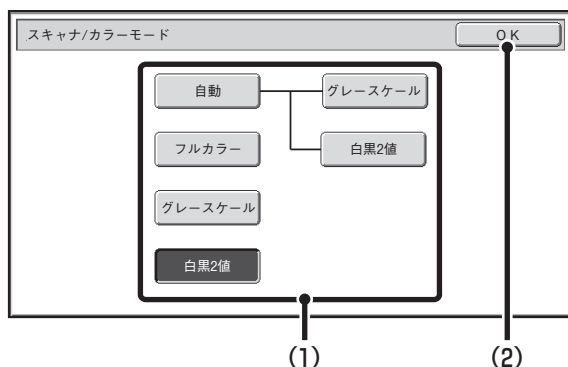 スキャナ/カラーモード
OK
自動
グレースケール
フルカラー
白黒2値
グレースケール
白黒2値
(1)
(2)